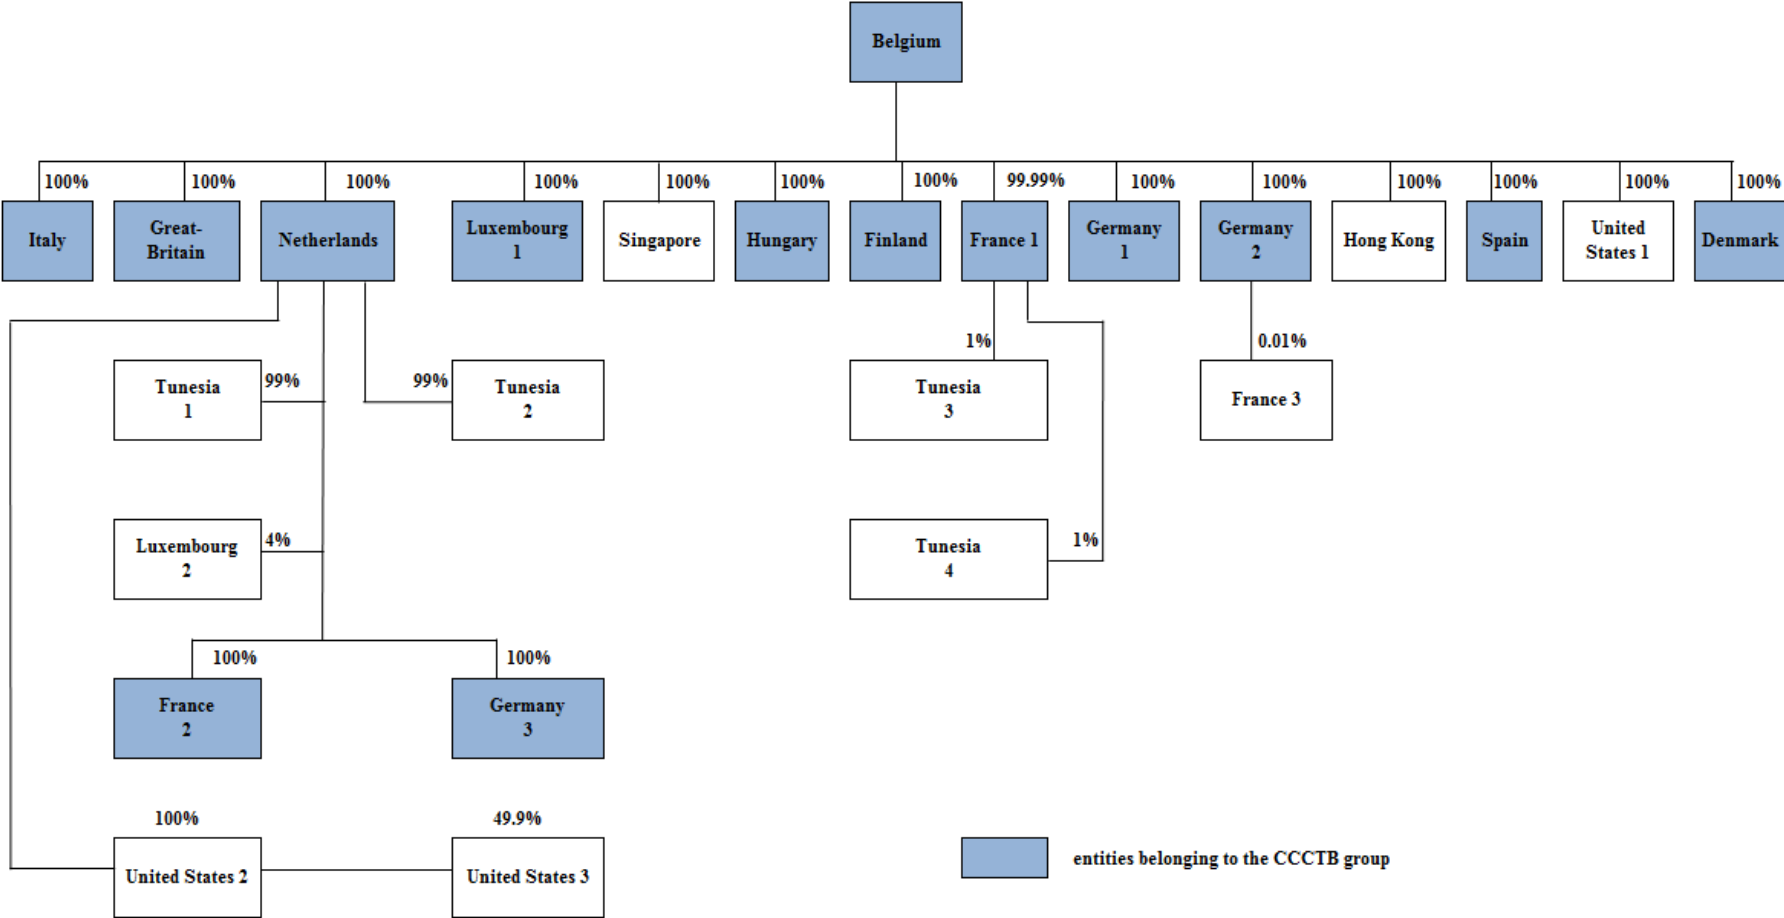 Belgium
100%
100%
100%
100%
100%
100%
100%
99.99%
100%
100%
100%
100%
100%
100%
Italy
Great-
Britain
Netherlands
Luxembourg
1
Singapore
Hungary
Finland
France 1
Germany
1
Germany
2
Hong Kong
Spain
United
States 1
Denmark
1%
0.01%
Tunesia
1
99%
99%
Tunesia
2
Tunesia
3
France 3
Luxembourg
2
4%
Tunesia
4
1%
100%
100%
France
2
Germany
3
100%
49.9%
United States 2
United States 3
entities belonging to the CCCTB group